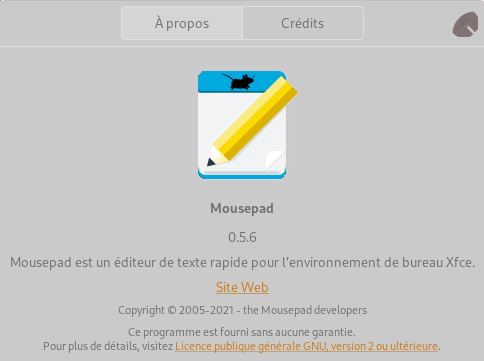 À propos
Crédits
Mousepad
0.5.6
Mousepad est un éditeur de texte rapide pour l'environnement de bureau Xfce.
Site Web
Copyright © 2005-2021 - the Mousepad developers
Ce programme est fourni sans aucune garantie.
Pour plus de détails, visitez Licence publique générale GNU, version 2 ou ultérieure.